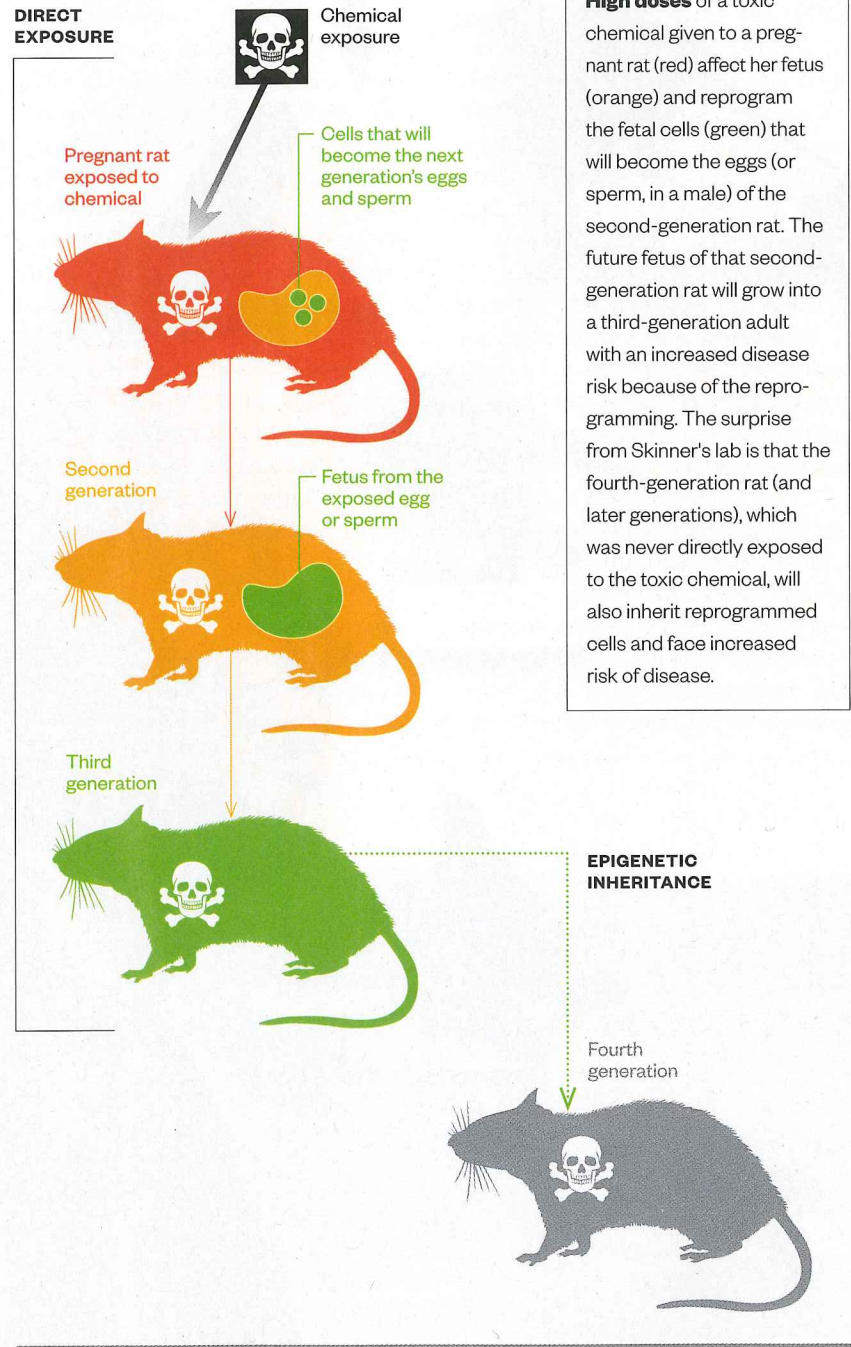 DIRECT
EXPOSURE
Chemical
exposure
Pregnant rat
exposed to
chemical
Cells that will
become the next
generation's eggs
and sperm
Second
generation
Fetus from the
exposed egg
or sperm
Third
generation
EPIGENETIC
INHERITANCE
Fourth
generation
High doses of a toxic
chemical given to a preg-
nant rat (red) affect her fetus
(orange) and reprogram
the fetal cells (green) that
will become the eggs (or
sperm, in a male) of the
second-generation rat. The
future fetus of that second-
generation rat will grow into
a third-generation adult
with an increased disease
risk because of the repro-
gramming. The surprise
from Skinner's lab is that the
fourth-generation rat (and
later generations), which
was never directly exposed
to the toxic chemical, will
also inherit reprogrammed
cells and face increased
risk of disease.